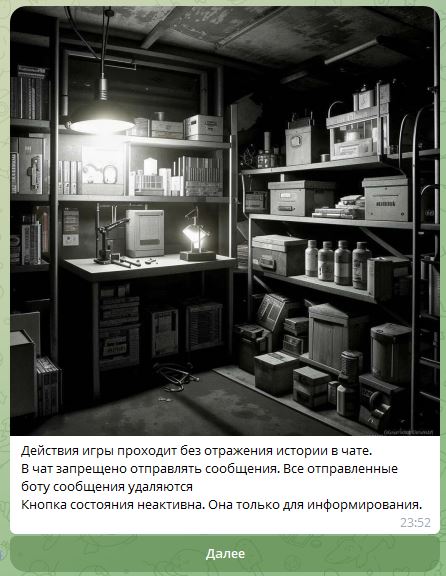 Действия игры проходит без отражения истории в чате.
В чат запрещено отправлять сообщения. Все отправленные
боту сообщения удаляются
Кнопка состояния неактивна. Она только для информирования.
23:52
Далее